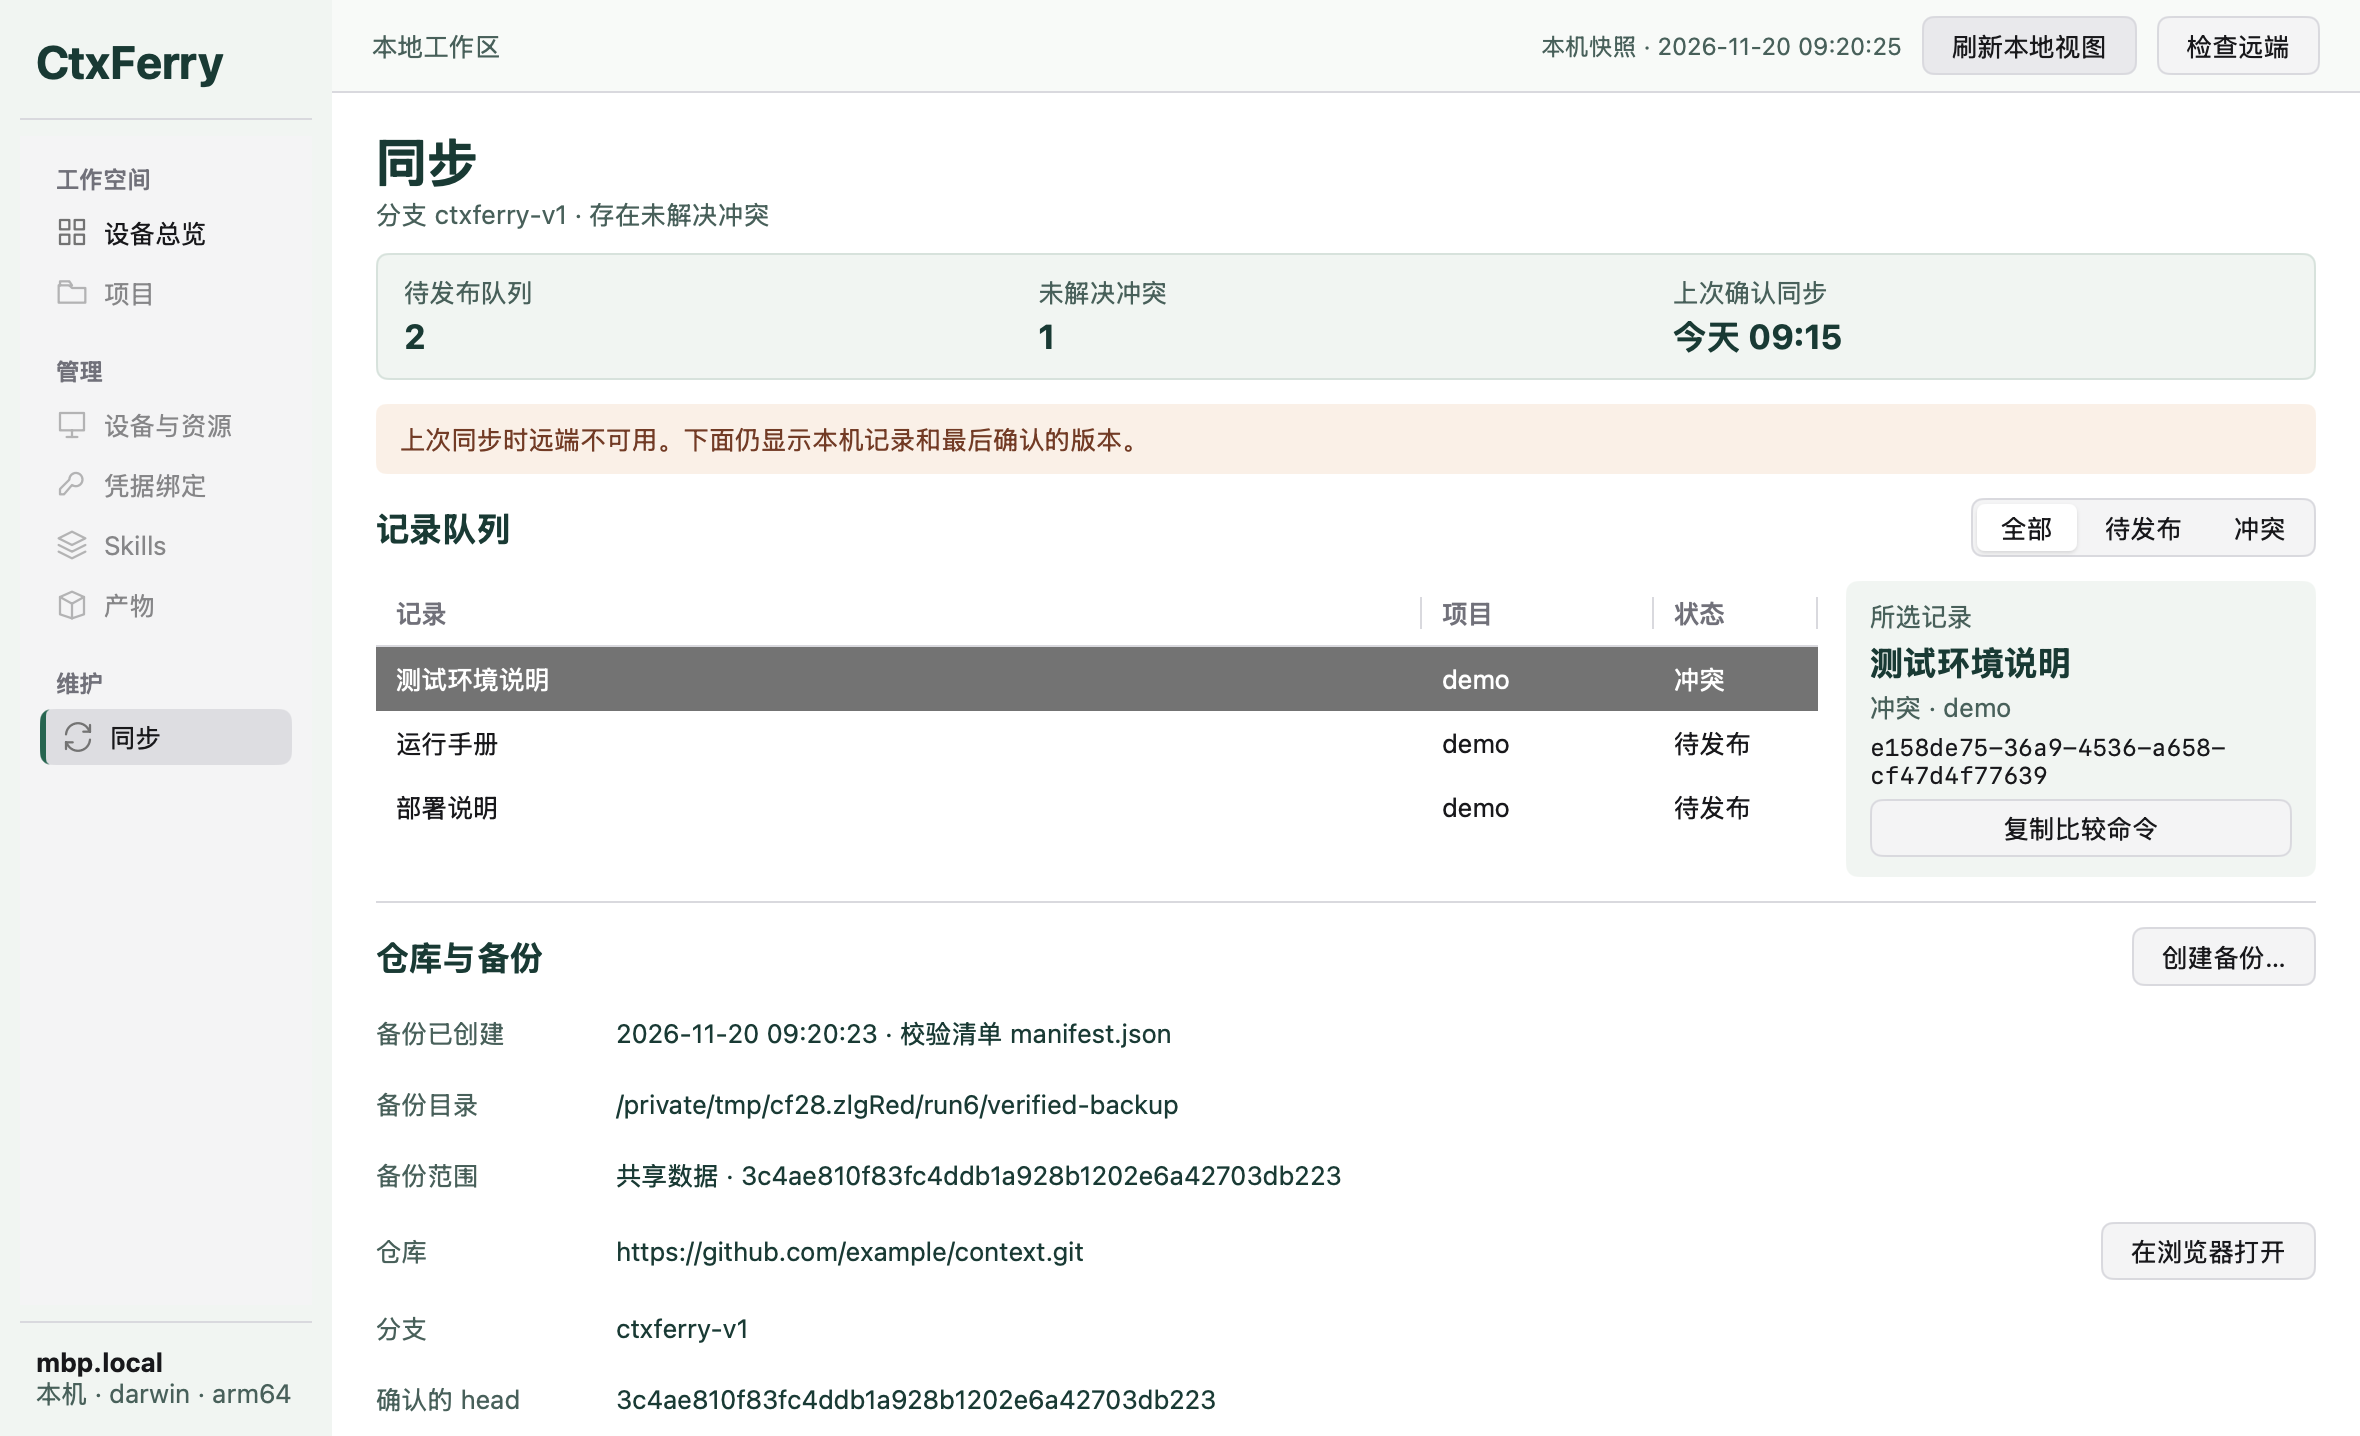 CtxFerry
工作空间
设备总览
项目
管理
设备与资源
凭据绑定
Skills
产物
维护
同步
mbp.local
本机 · darwin · arm64
本地工作区
本机快照 · 2026-11-20 09:20:25
刷新本地视图
检查远端
同步
分支 ctxferry-v1 · 存在未解决冲突
待发布队列
2
未解决冲突
1
上次确认同步
今天 09:15
上次同步时远端不可用。下面仍显示本机记录和最后确认的版本。
记录队列
全部 待发布 冲突
记录 项目 状态
测试环境说明 demo 冲突
运行手册 demo 待发布
部署说明 demo 待发布
所选记录
测试环境说明
冲突 · demo
e158de75-36a9-4536-a658-
cf47d4f77639
复制比较命令
仓库与备份
创建备份...
备份已创建 2026-11-20 09:20:23 · 校验清单 manifest.json
备份目录 /private/tmp/cf28.zlgRed/run6/verified-backup
备份范围 共享数据 · 3c4ae810f83fc4ddb1a928b1202e6a42703db223
仓库 https://github.com/example/context.git 在浏览器打开
分支 ctxferry-v1
确认的 head 3c4ae810f83fc4ddb1a928b1202e6a42703db223